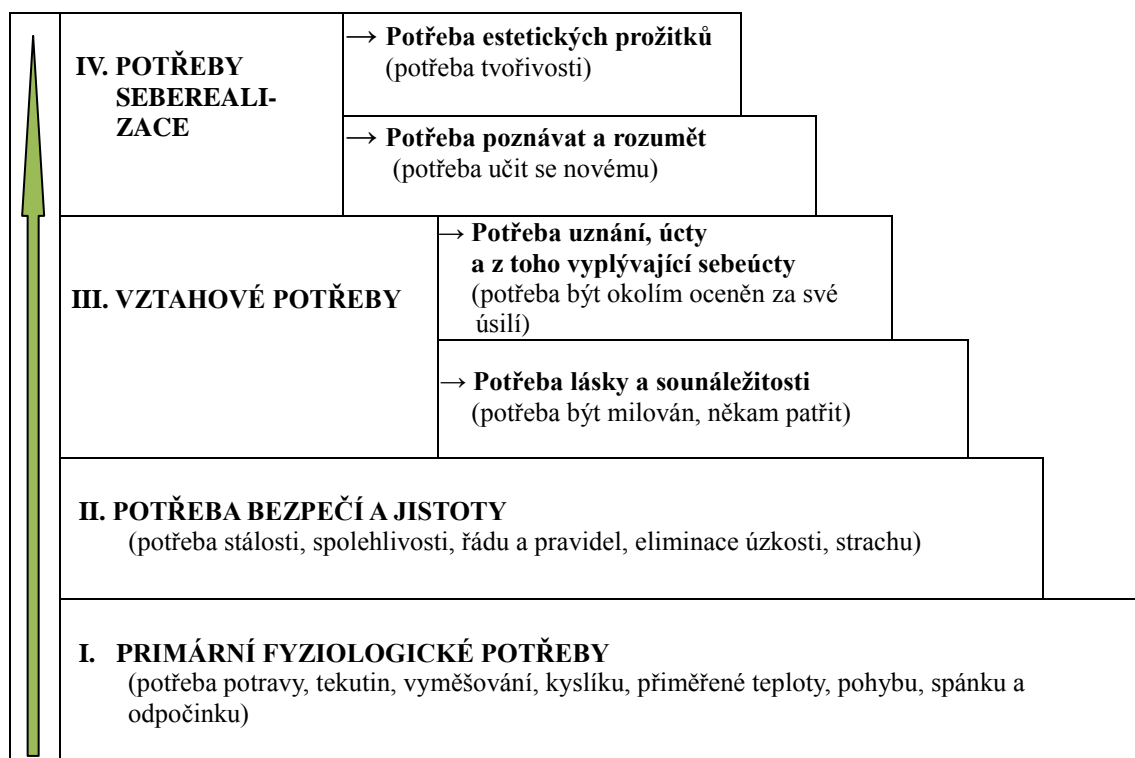 IV. POTŘEBY
SEBEREALI-
ZACE
→ Potřeba estetických prožitků
(potřeba tvořivosti)
→ Potřeba poznávat a rozumět
(potřeba učit se novému)
III. VZTAHOVÉ POTŘEBY
→ Potřeba uznání, úcty
a z toho vyplývající sebeúcty
(potřeba být okolím oceněn za své
úsilí)
→ Potřeba lásky a sounáležitosti
(potřeba být milován, někam patřit)
II. POTŘEBA BEZPEČÍ A JISTOTY
(potřeba stálosti, spolehlivosti, řádu a pravidel, eliminace úzkosti, strachu)
I. PRIMÁRNÍ FYZIOLOGICKÉ POTŘEBY
(potřeba potravy, tekutin, vyměšování, kyslíku, přiměřené teploty, pohybu, spánku a
odpočinku)